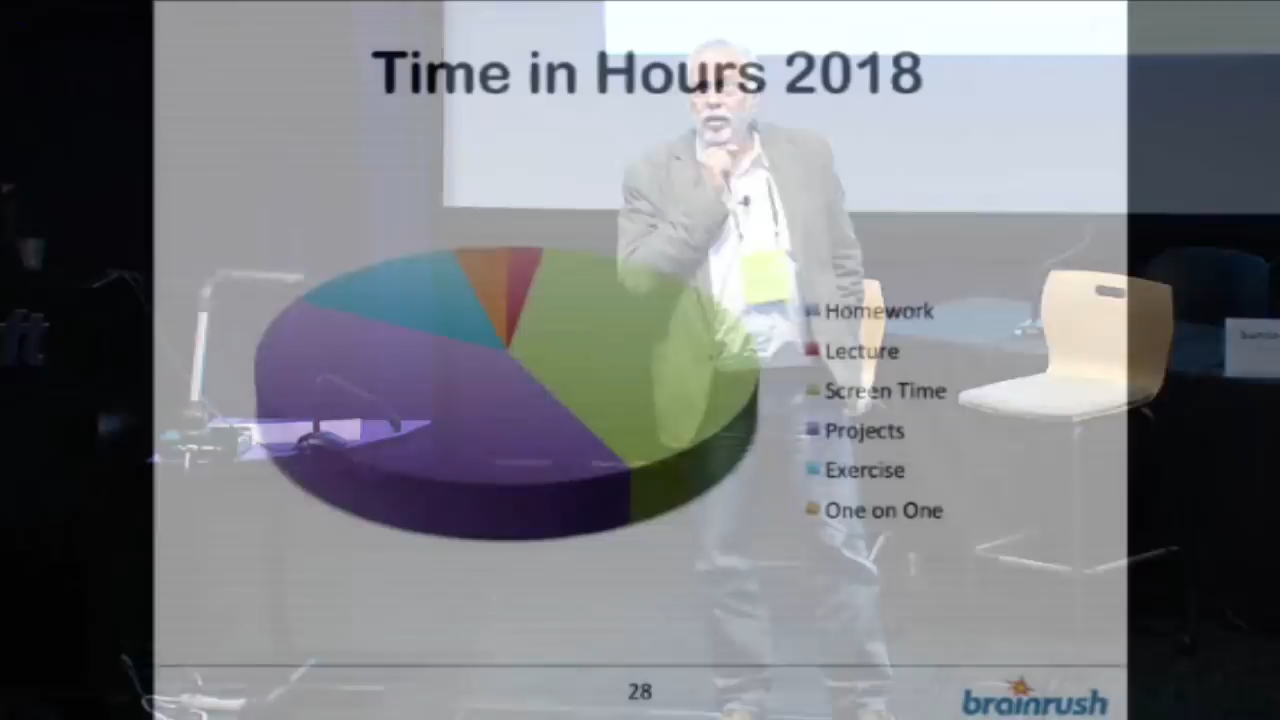 Time in Hours 2018
Homework
Lecture
Screen Time
Projects
Exercise
One on One
28
brainrush